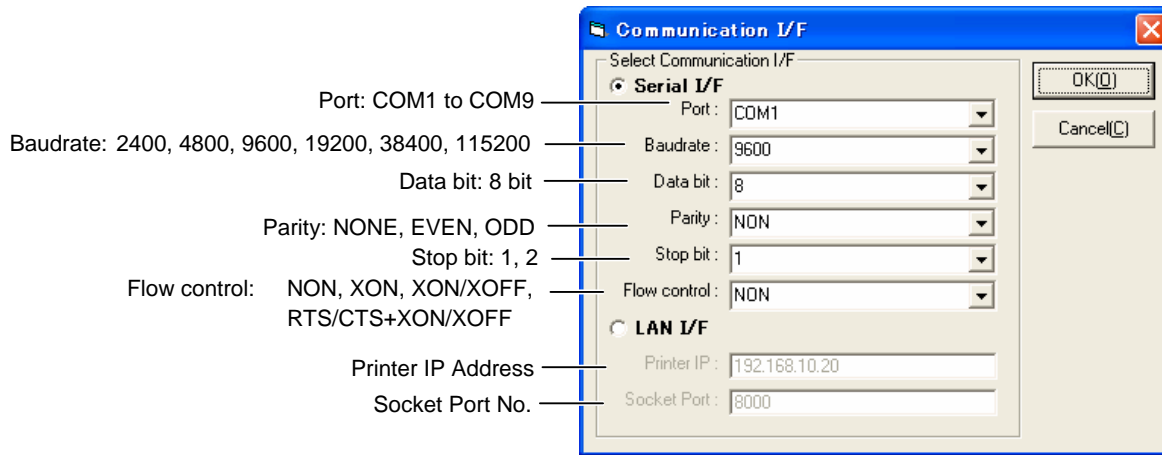 Communication I/F
Select Communication I/F
Serial I/F
OK(O)
Cancel(C)
Port: COM1 to COM9
Port : COM1
Baudrate: 2400, 4800, 9600, 19200, 38400, 115200
Baudrate : 9600
Data bit: 8 bit
Data bit : 8
Parity: NONE, EVEN, ODD
Parity : NON
Stop bit: 1, 2
Stop bit : 1
Flow control: NON, XON, XON/XOFF,
RTS/CTS+XON/XOFF
Flow control : NON
LAN I/F
Printer IP Address
Printer IP : 192.168.10.20
Socket Port No.
Socket Port : 8000